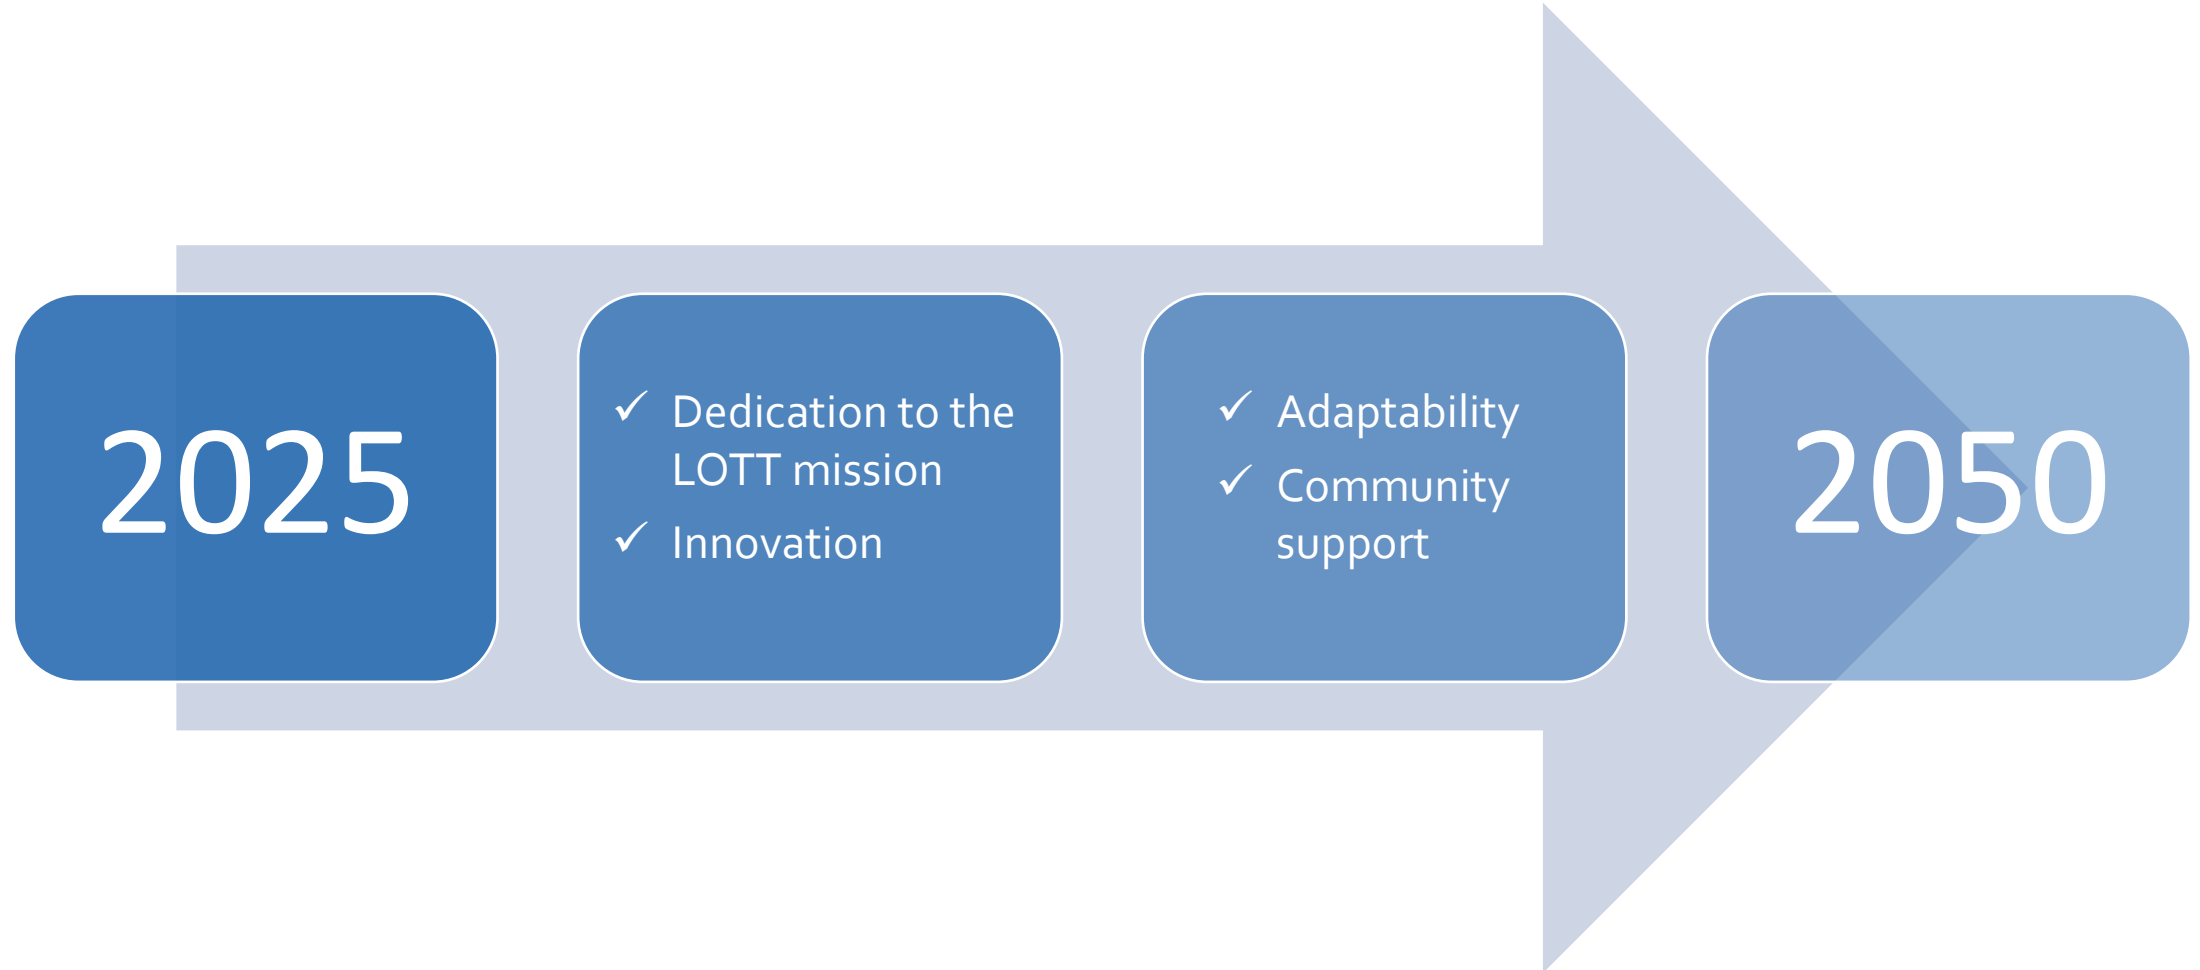 2025
✓ Dedication to the
LOTT mission
✓ Innovation
✓ Adaptability
✓ Community
support
2050